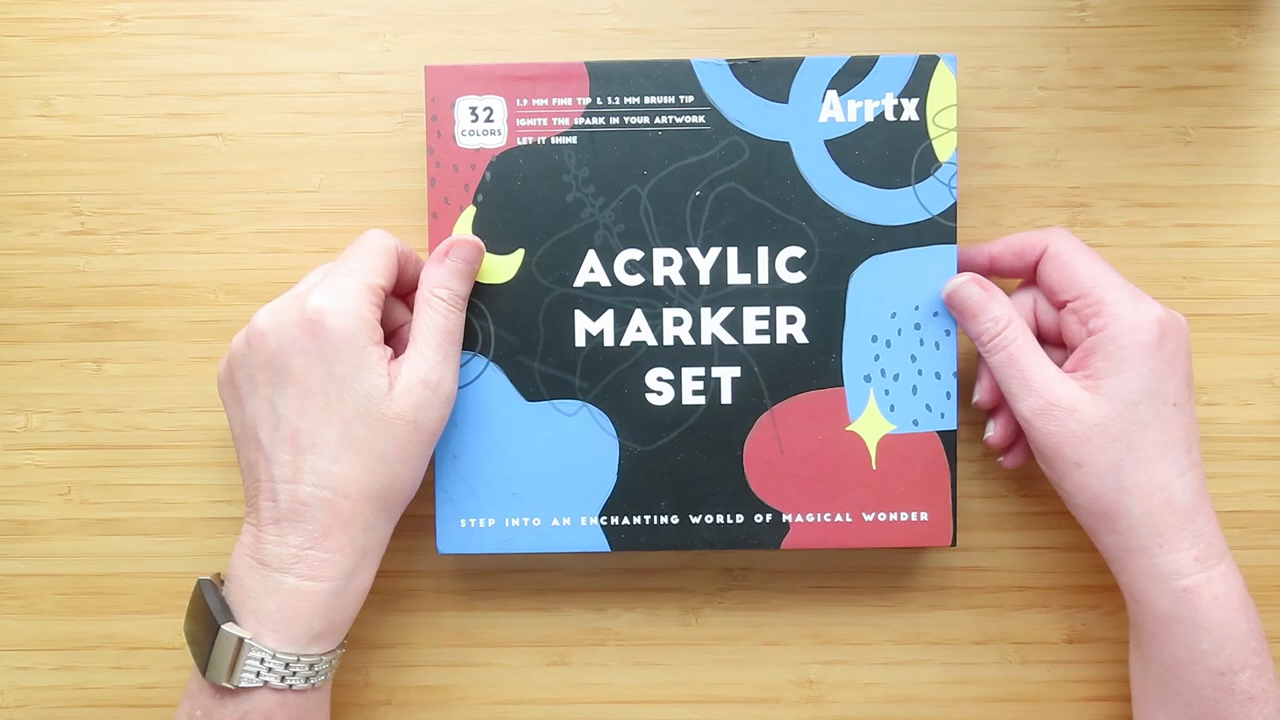 32
COLORS
1.9 MM FINE TIP & 5.2 MM BRUSH TIP
IGNITE THE SPARK IN YOUR ARTWORK
LET IT SHINE
Arrtx
ACRYLIC
MARKER
SET
STEP INTO AN ENCHANTING WORLD OF MAGICAL WONDER